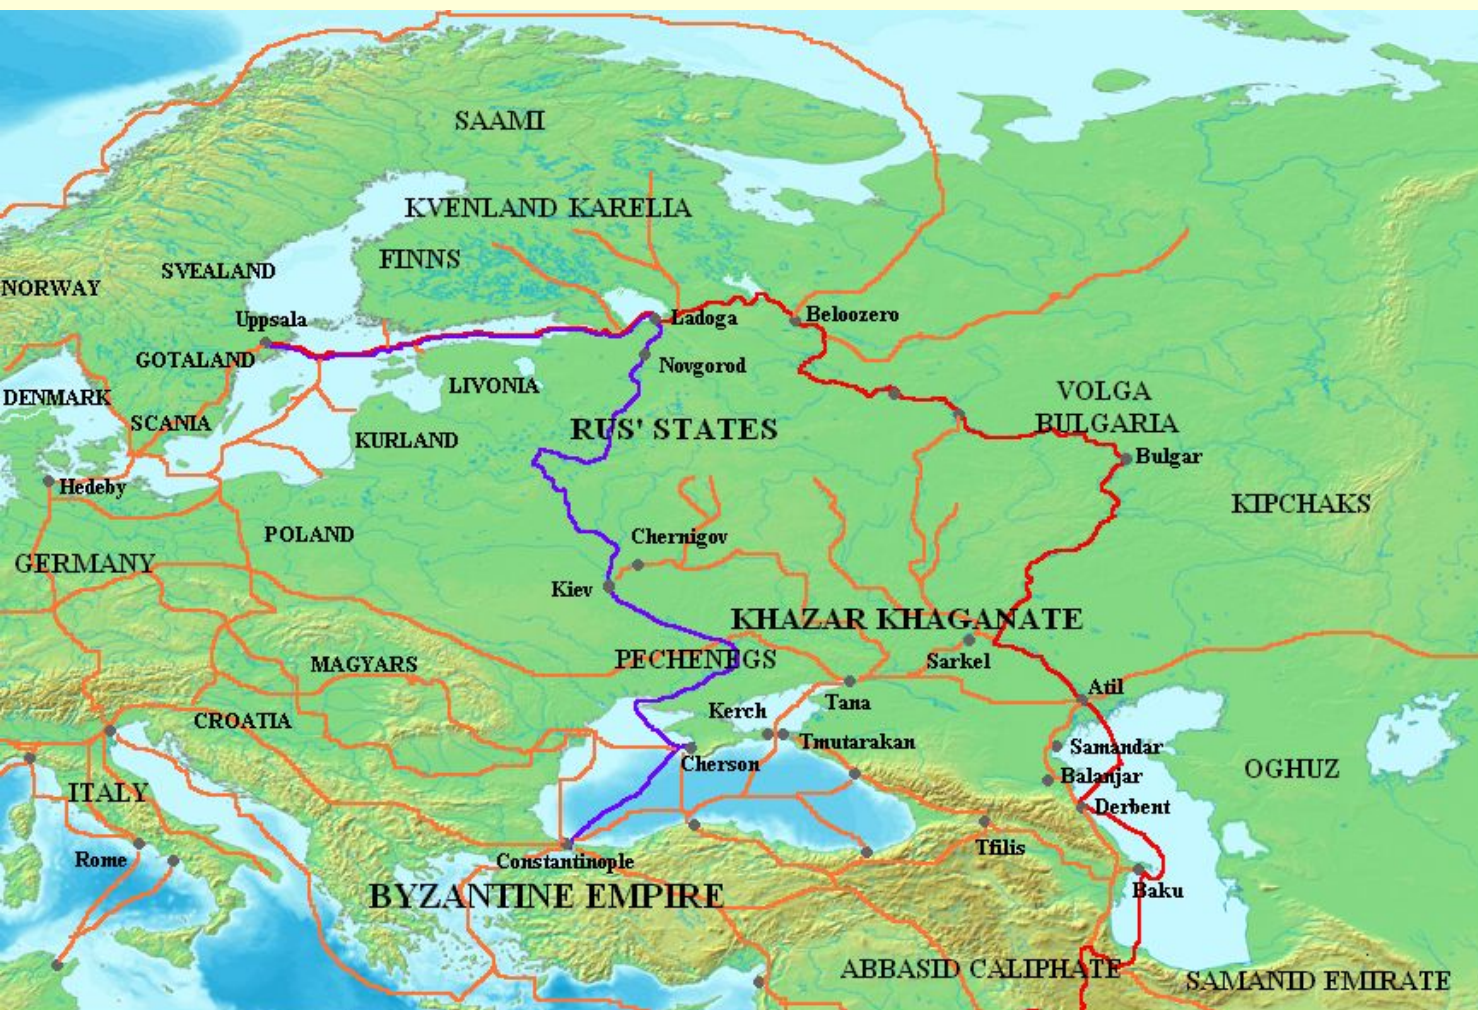 SAAMI
KVENLAND KARELIA
FINNS
SVEALAND
NORWAY
Uppsala
Ladoga
Beloozero
GOTALAND
Novgorod
LIVONIA
DENMARK
VOLGA
BULGARIA
SCANIA
RUS' STATES
KURLAND
Bulgar
Hedeby
KIPCHAKS
POLAND
Chernigov
GERMANY
Kiev
KHAZAR KHAGANATE
PECHENEGS
MAGYARS
Sarkel
Atil
Tana
Kerch
CROATIA
Tmutarakan
Samandar
Cherson
OGHUZ
Balanjar
ITALY
Derbent
Tfilis
Rome
Constantinople
Baku
BYZANTINE EMPIRE
ABBASID CALIPHATE
SAMANID EMIRATE